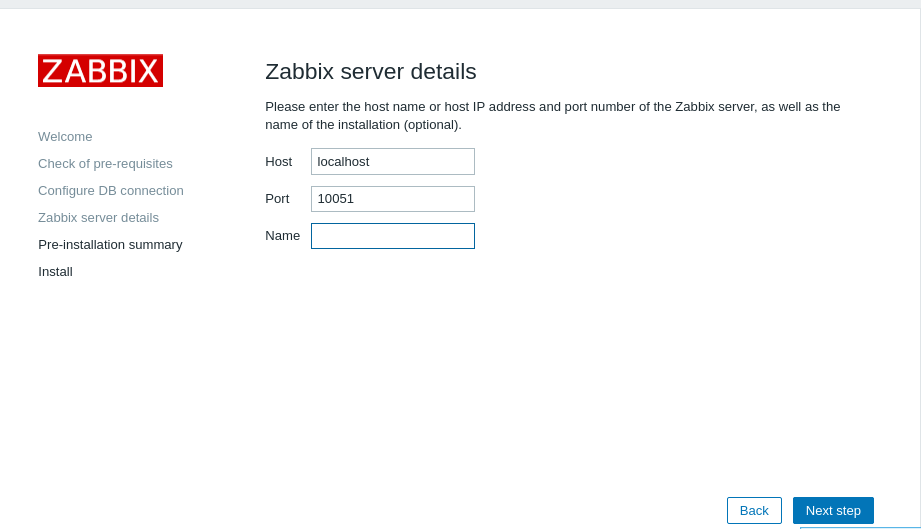 ZABBIX
Welcome
Check of pre-requisites
Configure DB connection
Zabbix server details
Pre-installation summary
Install
Zabbix server details
Please enter the host name or host IP address and port number of the Zabbix server, as well as the
name of the installation (optional).
Host localhost
Port 10051
Name
Back Next step